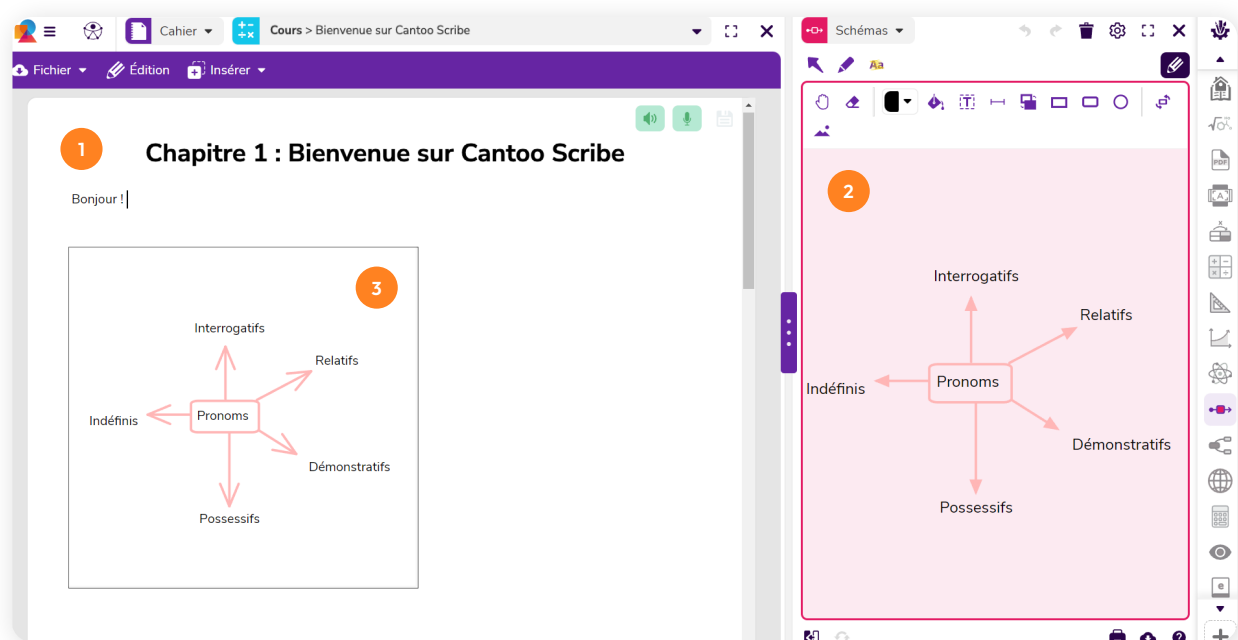 Cahier
Cours > Bienvenue sur Cantoo Scribe
Fichier
Édition
Insérer
1
Chapitre 1 : Bienvenue sur Cantoo Scribe
Bonjour !
3
Interrogatifs
Relatifs
Indéfinis
Pronoms
Démonstratifs
Possessifs
Schémas
Aa
T
2
Interrogatifs
Relatifs
Indéfinis
Pronoms
Démonstratifs
Possessifs
PDF
A
e